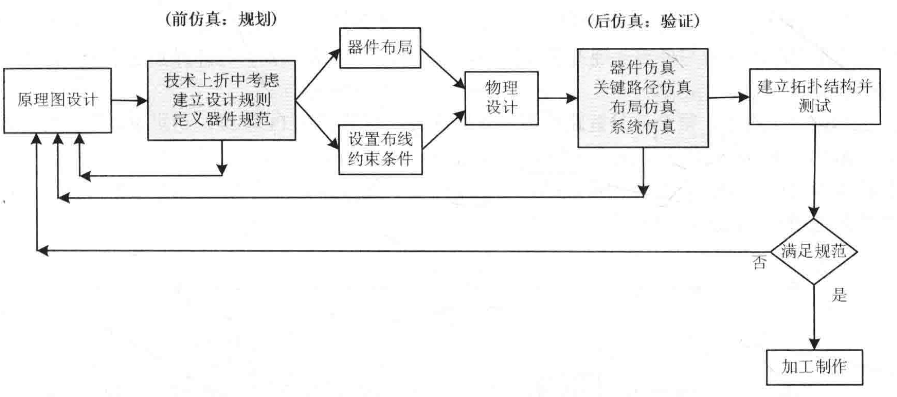 (前仿真：规划)
(后仿真：验证)
原理图设计
技术上折中考虑
建立设计规则
定义器件规范
器件布局
设置布线
约束条件
物理
设计
器件仿真
关键路径仿真
布局仿真
系统仿真
建立拓扑结构并
测试
满足规范
否
是
加工制作